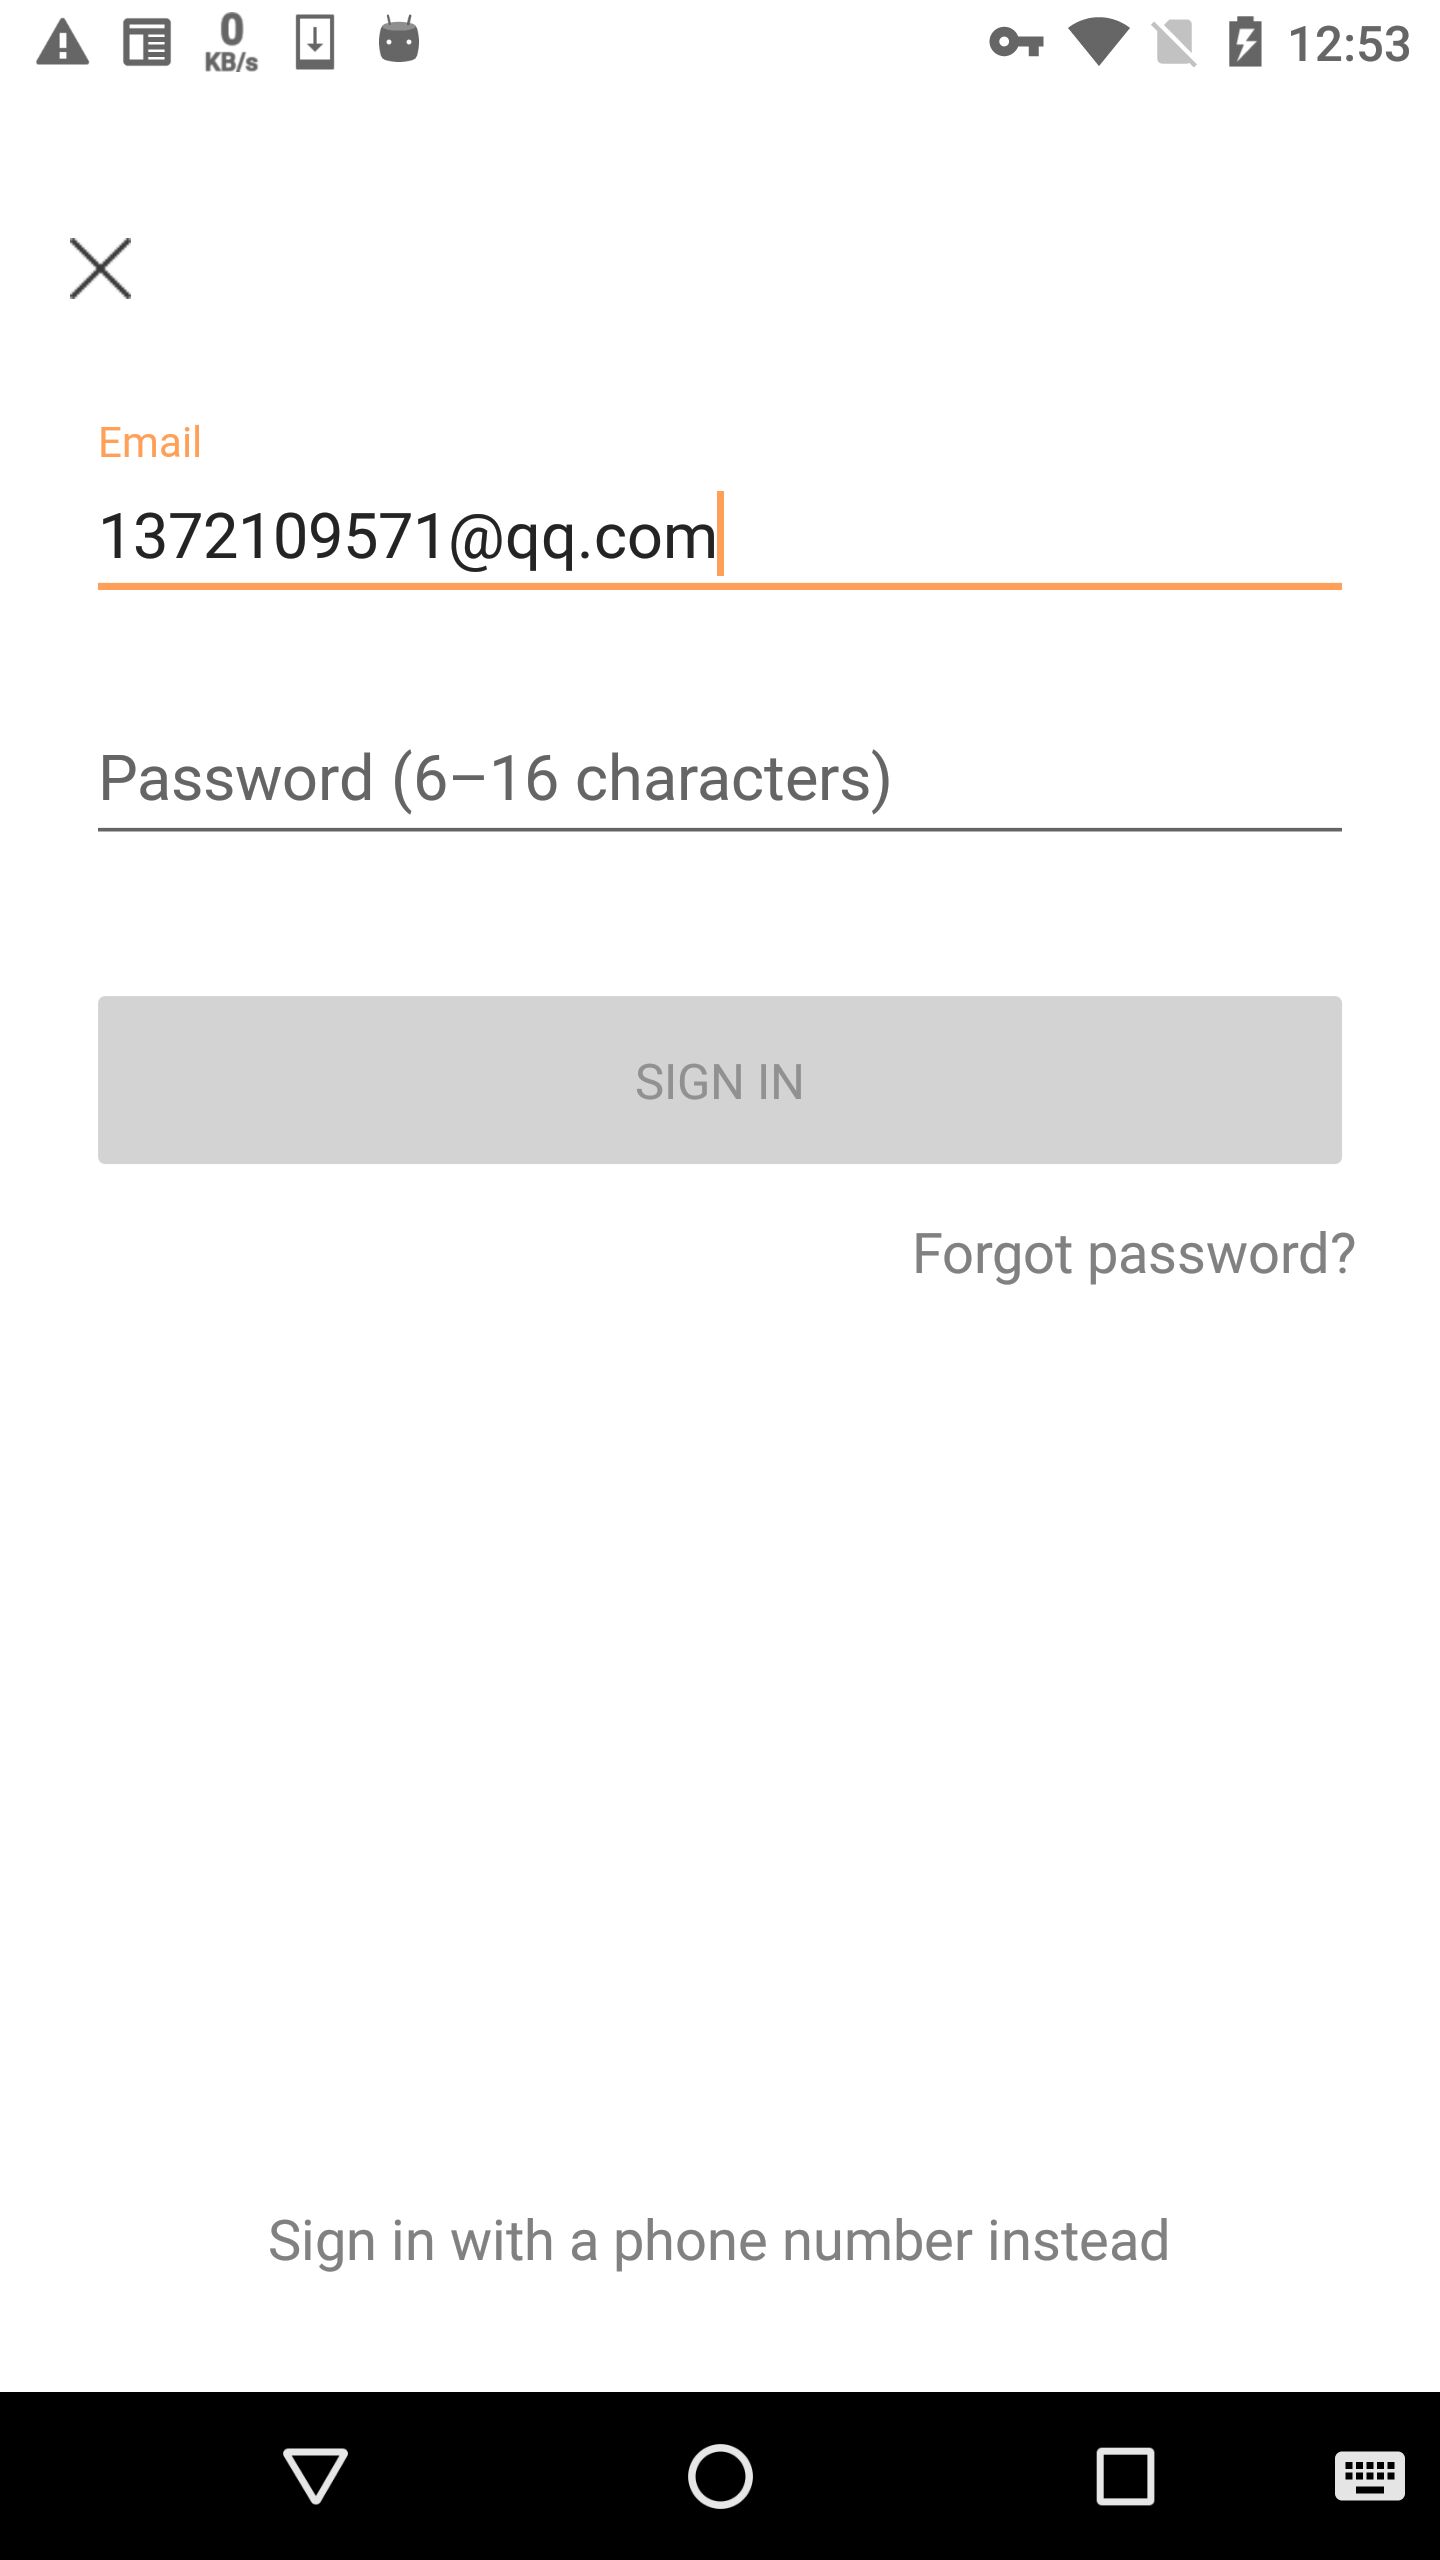 0
KB/s
12:53
Email
1372109571@qq.com
Password (6–16 characters)
SIGN IN
Forgot password?
Sign in with a phone number instead